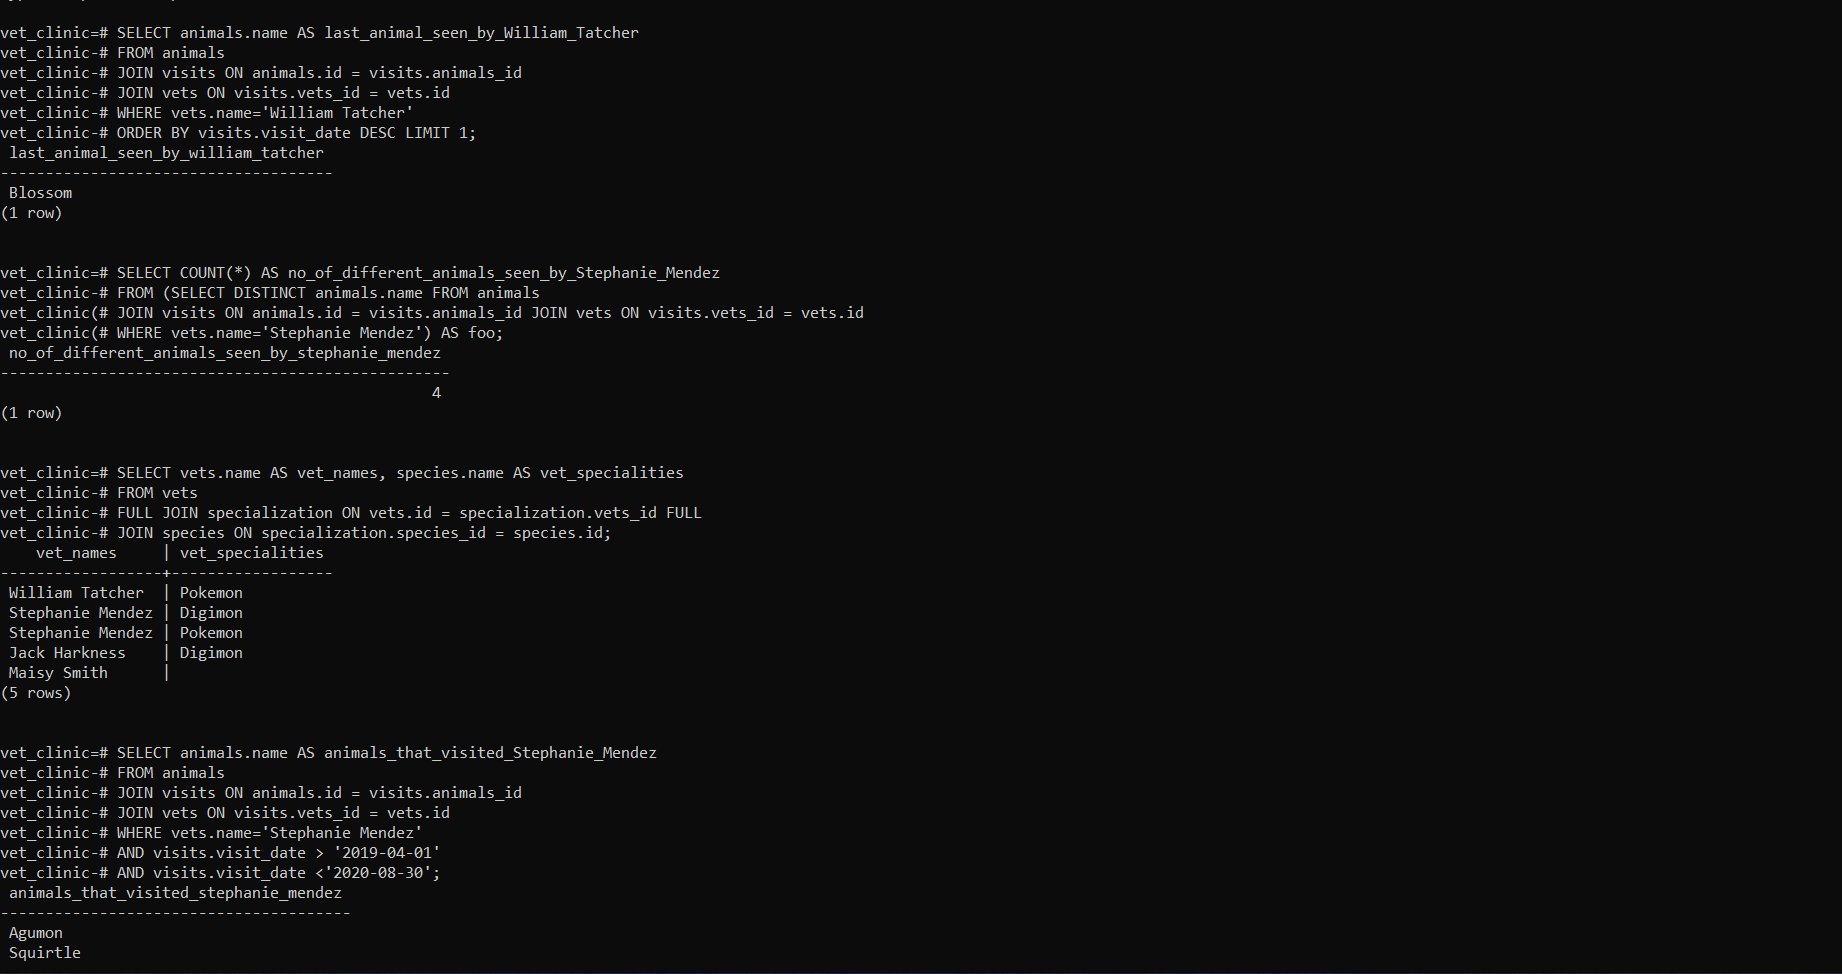 vet_clinic=# SELECT animals.name AS last_animal_seen_by_William_Tatcher
vet_clinic-# FROM animals
vet_clinic-# JOIN visits ON animals.id = visits.animals_id
vet_clinic-# JOIN vets ON visits.vets_id = vets.id
vet_clinic-# WHERE vets.name='William Tatcher'
vet_clinic-# ORDER BY visits.visit_date DESC LIMIT 1;
 last_animal_seen_by_william_tatcher
-------------------------------------
 Blossom
(1 row)
vet_clinic=# SELECT COUNT(*) AS no_of_different_animals_seen_by_Stephanie_Mendez
vet_clinic-# FROM (SELECT DISTINCT animals.name FROM animals
vet_clinic(# JOIN visits ON animals.id = visits.animals_id JOIN vets ON visits.vets_id = vets.id
vet_clinic(# WHERE vets.name='Stephanie Mendez') AS foo;
 no_of_different_animals_seen_by_stephanie_mendez
--------------------------------------------------
                                                4
(1 row)
vet_clinic=# SELECT vets.name AS vet_names, species.name AS vet_specialities
vet_clinic-# FROM vets
vet_clinic-# FULL JOIN specialization ON vets.id = specialization.vets_id FULL
vet_clinic-# JOIN species ON specialization.species_id = species.id;
    vet_names     | vet_specialities
------------------+------------------
 William Tatcher  | Pokemon
 Stephanie Mendez | Digimon
 Stephanie Mendez | Pokemon
 Jack Harkness    | Digimon
 Maisy Smith      |
(5 rows)
vet_clinic=# SELECT animals.name AS animals_that_visited_Stephanie_Mendez
vet_clinic-# FROM animals
vet_clinic-# JOIN visits ON animals.id = visits.animals_id
vet_clinic-# JOIN vets ON visits.vets_id = vets.id
vet_clinic-# WHERE vets.name='Stephanie Mendez'
vet_clinic-# AND visits.visit_date > '2019-04-01'
vet_clinic-# AND visits.visit_date <'2020-08-30';
 animals_that_visited_stephanie_mendez
---------------------------------------
 Agumon
 Squirtle